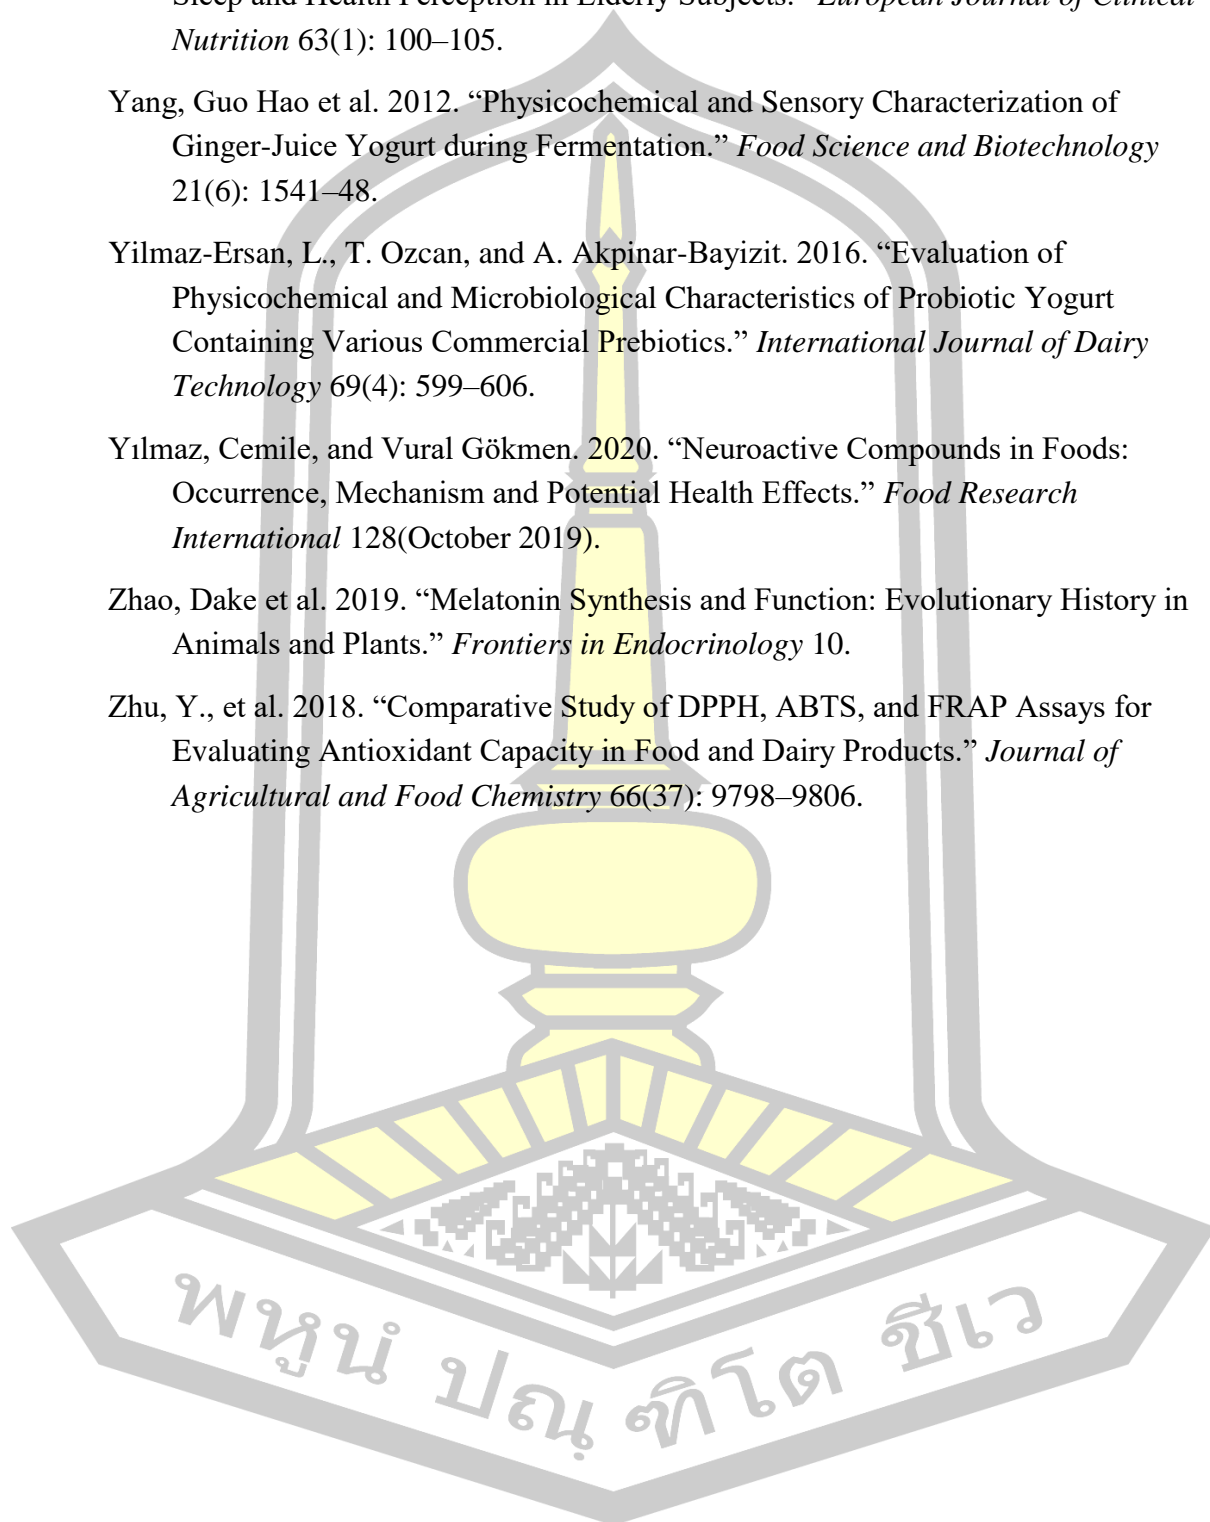 Sleep and Health Perception in Elderly Subjects.” European Journal of Clinical
Nutrition 63(1): 100–105.
Yang, Guo Hao et al. 2012. “Physicochemical and Sensory Characterization of
Ginger-Juice Yogurt during Fermentation.” Food Science and Biotechnology
21(6): 1541–48.
Yilmaz-Ersan, L., T. Ozcan, and A. Akpinar-Bayizit. 2016. “Evaluation of
Physicochemical and Microbiological Characteristics of Probiotic Yogurt
Containing Various Commercial Prebiotics.” International Journal of Dairy
Technology 69(4): 599–606.
Yılmaz, Cemile, and Vural Gökmen. 2020. “Neuroactive Compounds in Foods:
Occurrence, Mechanism and Potential Health Effects.” Food Research
International 128(October 2019).
Zhao, Dake et al. 2019. “Melatonin Synthesis and Function: Evolutionary History in
Animals and Plants.” Frontiers in Endocrinology 10.
Zhu, Y., et al. 2018. “Comparative Study of DPPH, ABTS, and FRAP Assays for
Evaluating Antioxidant Capacity in Food and Dairy Products.” Journal of
Agricultural and Food Chemistry 66(37): 9798–9806.
พหูนํ ปณฺฑิโต ชีเว